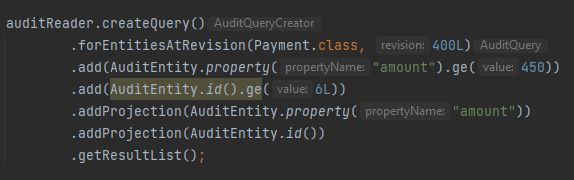 auditReader.createQuery() AuditQueryCreator
.forEntitiesAtRevision(Payment.class, revision: 400L) AuditQuery
.add(AuditEntity.property( propertyName: "amount").ge( value: 450))
.add(AuditEntity.id().ge( value: 6L))
.addProjection(AuditEntity.property( propertyName: "amount"))
.addProjection(AuditEntity.id())
.getResultList();